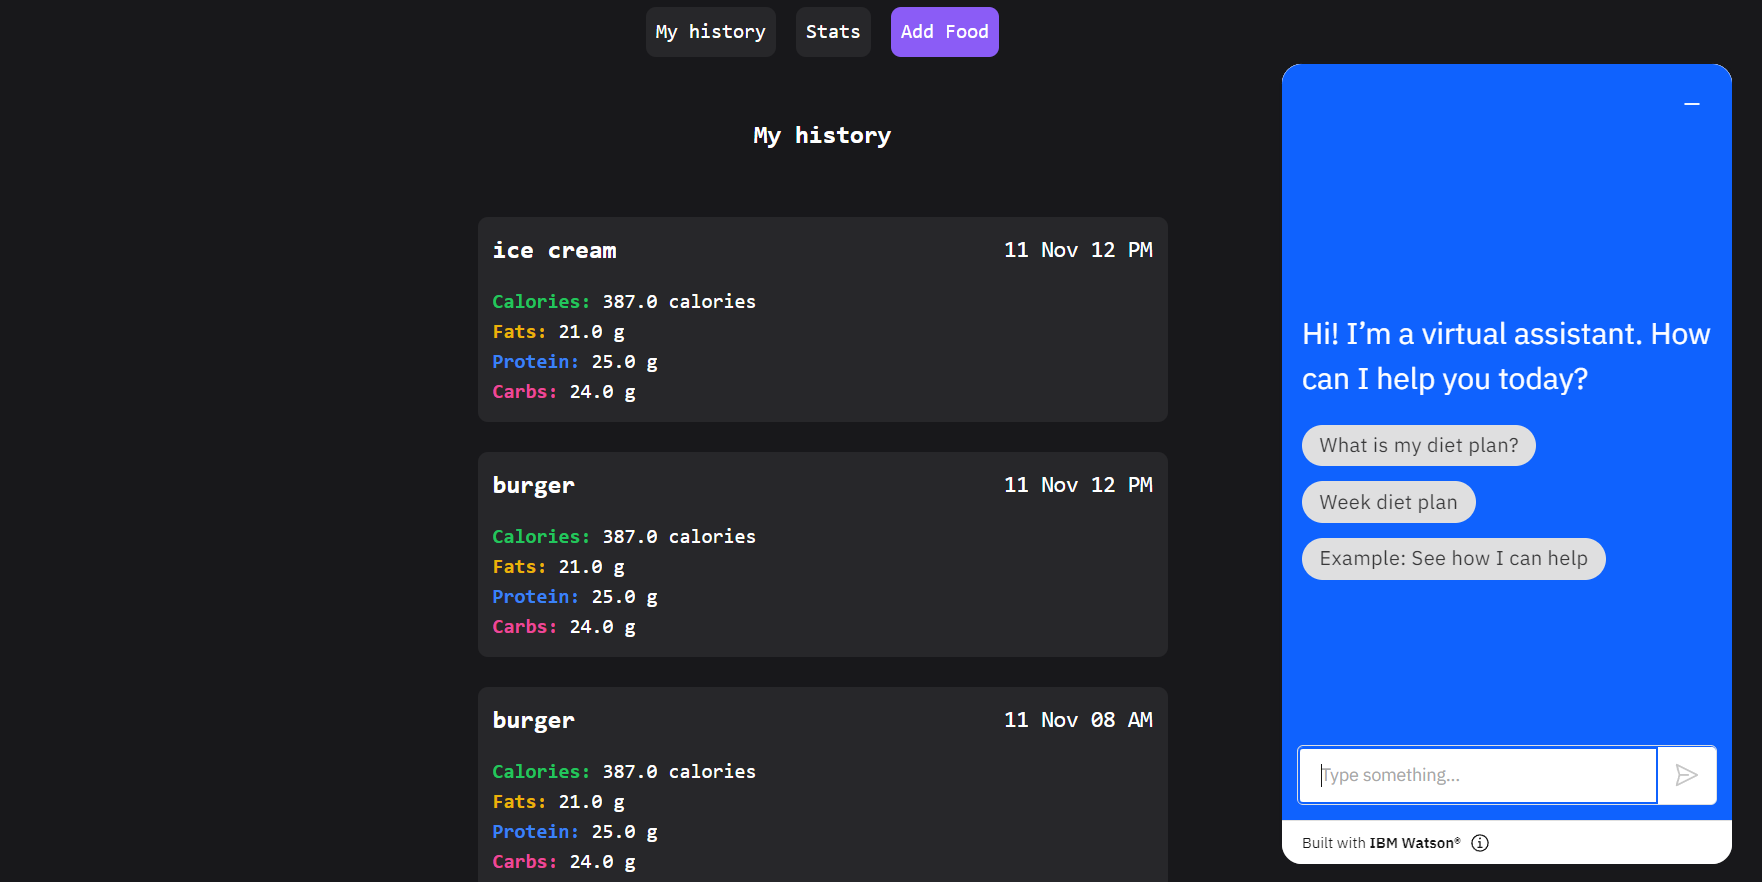 My history Stats Add Food
My history
ice cream 11 Nov 12 PM
Calories: 387.0 calories
Fats: 21.0 g
Protein: 25.0 g
Carbs: 24.0 g
burger 11 Nov 12 PM
Calories: 387.0 calories
Fats: 21.0 g
Protein: 25.0 g
Carbs: 24.0 g
burger 11 Nov 08 AM
Calories: 387.0 calories
Fats: 21.0 g
Protein: 25.0 g
Carbs: 24.0 g
Hi! I’m a virtual assistant. How
can I help you today?
What is my diet plan?
Week diet plan
Example: See how I can help
Type something...
Built with IBM Watson®